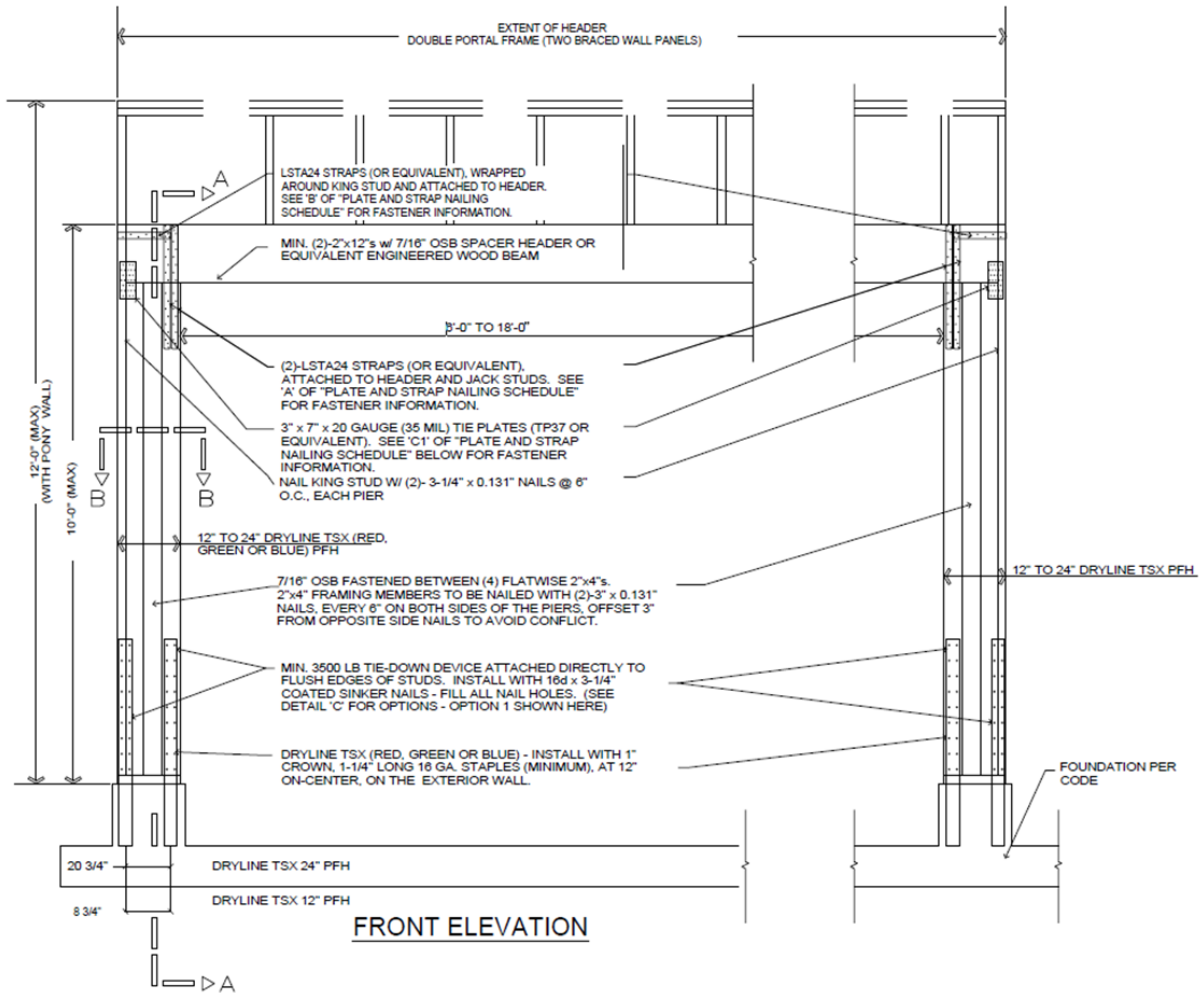 EXTENT OF HEADER
DOUBLE PORTAL FRAME (TWO BRACED WALL PANELS)
A
LSTA24 STRAPS (OR EQUIVALENT), WRAPPED
AROUND KING STUD AND ATTACHED TO HEADER.
SEE 'B' OF "PLATE AND STRAP NAILING
SCHEDULE" FOR FASTENER INFORMATION.
MIN. (2)-2"x12"s w/ 7/16" OSB SPACER HEADER OR
EQUIVALENT ENGINEERED WOOD BEAM
TO 18'-0"
(2)-LSTA24 STRAPS (OR EQUIVALENT),
ATTACHED TO HEADER AND JACK STUDS. SEE
'A' OF "PLATE AND STRAP NAILING SCHEDULE"
FOR FASTENER INFORMATION.
12'-0" (MAX)
(WITH PONY WALL)
10'-0" (MAX)
3" x 7" x 20 GAUGE (35 MIL) TIE PLATES (TP37 OR
EQUIVALENT). SEE 'C1' OF "PLATE AND STRAP
NAILING SCHEDULE" BELOW FOR FASTENER
INFORMATION.
B B
NAIL KING STUD W/ (2)- 3-1/4" x 0.131" NAILS @ 6"
O.C., EACH PIER
12" TO 24" DRYLINE TSX (RED,
GREEN OR BLUE) PFH
7/16" OSB FASTENED BETWEEN (4) FLATWISE 2"x4"s.
2"x4" FRAMING MEMBERS TO BE NAILED WITH (2)-3" x 0.131"
NAILS, EVERY 6" ON BOTH SIDES OF THE PIERS, OFFSET 3"
FROM OPPOSITE SIDE NAILS TO AVOID CONFLICT.
12" TO 24" DRYLINE TSX PFH
MIN. 3500 LB TIE-DOWN DEVICE ATTACHED DIRECTLY TO
FLUSH EDGES OF STUDS. INSTALL WITH 16d x 3-1/4"
COATED SINKER NAILS - FILL ALL NAIL HOLES. (SEE
DETAIL 'C' FOR OPTIONS - OPTION 1 SHOWN HERE)
DRYLINE TSX (RED, GREEN OR BLUE) - INSTALL WITH 1"
CROWN, 1-1/4" LONG 16 GA. STAPLES (MINIMUM), AT 12"
ON-CENTER, ON THE EXTERIOR WALL.
FOUNDATION PER
CODE
20 3/4" DRYLINE TSX 24" PFH
8 3/4" DRYLINE TSX 12" PFH
FRONT ELEVATION
A